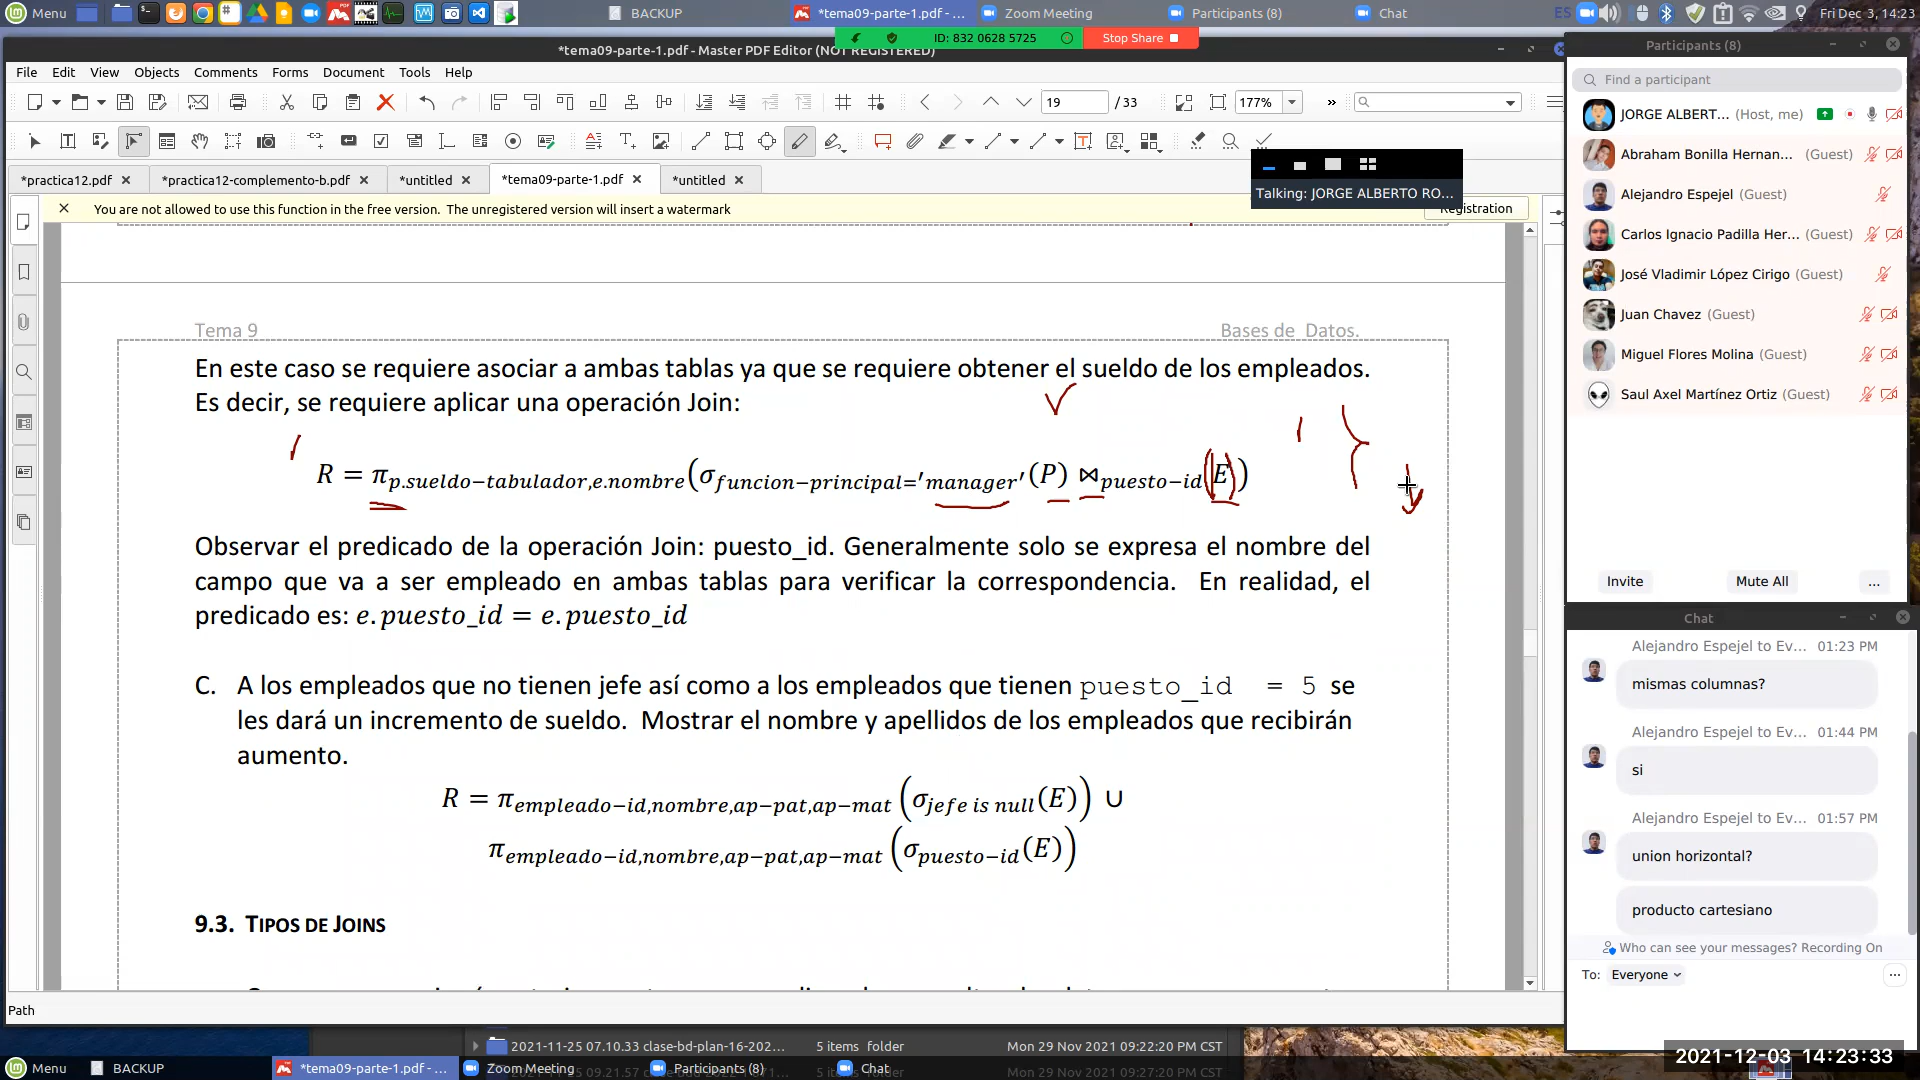 Menu
BACKUP
*tema09-parte-1.pdf - ...
Zoom Meeting
Participants (8)
Chat
ES
Fri Dec 3, 14:23
ID: 832 0628 5725
Stop Share
*tema09-parte-1.pdf - Master PDF Editor (NOT REGISTERED)
File Edit View Objects Comments Forms Document Tools Help
19 / 33
177%
*practica12.pdf
*practica12-complemento-b.pdf
*untitled
*tema09-parte-1.pdf
*untitled
Talking: JORGE ALBERTO RO...
You are not allowed to use this function in the free version. The unregistered version will insert a watermark
Registration
Tema 9
Bases de Datos.
En este caso se requiere asociar a ambas tablas ya que se requiere obtener el sueldo de los empleados.
Es decir, se requiere aplicar una operación Join:
R = π p.sueldo−tabulador,e.nombre (σ funcion−principal='manager' (P) ⋈ puesto−id (E))
Observar el predicado de la operación Join: puesto_id. Generalmente solo se expresa el nombre del
campo que va a ser empleado en ambas tablas para verificar la correspondencia. En realidad, el
predicado es: e.puesto_id = e.puesto_id
C. A los empleados que no tienen jefe así como a los empleados que tienen puesto_id = 5 se
les dará un incremento de sueldo. Mostrar el nombre y apellidos de los empleados que recibirán
aumento.
R = π empleado−id,nombre,ap−pat,ap−mat (σ jefe is null (E)) ∪
π empleado−id,nombre,ap−pat,ap−mat (σ puesto−id (E))
9.3. TIPOS DE JOINS
Path
Participants (8)
Find a participant
JORGE ALBERT... (Host, me)
Abraham Bonilla Hernan... (Guest)
Alejandro Espejel (Guest)
Carlos Ignacio Padilla Her... (Guest)
José Vladimir López Cirigo (Guest)
Juan Chavez (Guest)
Miguel Flores Molina (Guest)
Saul Axel Martínez Ortiz (Guest)
Invite
Mute All
...
Chat
Alejandro Espejel to Ev... 01:23 PM
mismas columnas?
Alejandro Espejel to Ev... 01:44 PM
si
Alejandro Espejel to Ev... 01:57 PM
union horizontal?
producto cartesiano
Who can see your messages? Recording On
To: Everyone
2021-11-25 07.10.33 clase-bd-plan-16-202... 5 items folder Mon 29 Nov 2021 09:22:20 PM CST
Menu
BACKUP
*tema09-parte-1.pdf - ...
Zoom Meeting
Participants (8)
Chat
2021-12-03 14:23:33